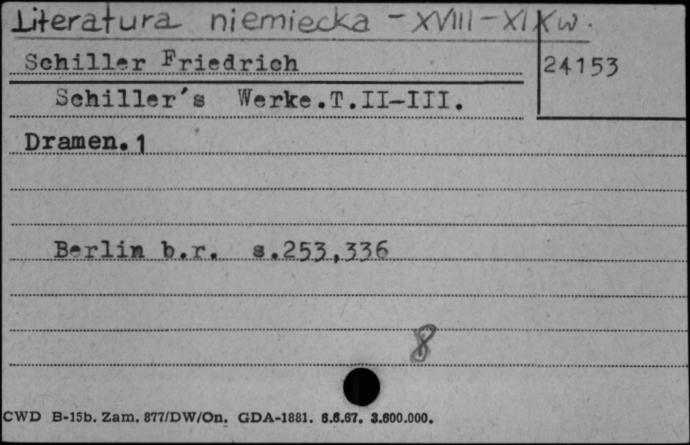 Literatura niemiecka - XVIII - XIX w.
Schiller Friedrich
24153
Schiller's Werke.T.II-III.
Dramen.1
Berlin b.r. s.253,336
8
CWD B-15b. Zam. 877/DW/On. GDA-1881. 6.6.67. 3.600.000.